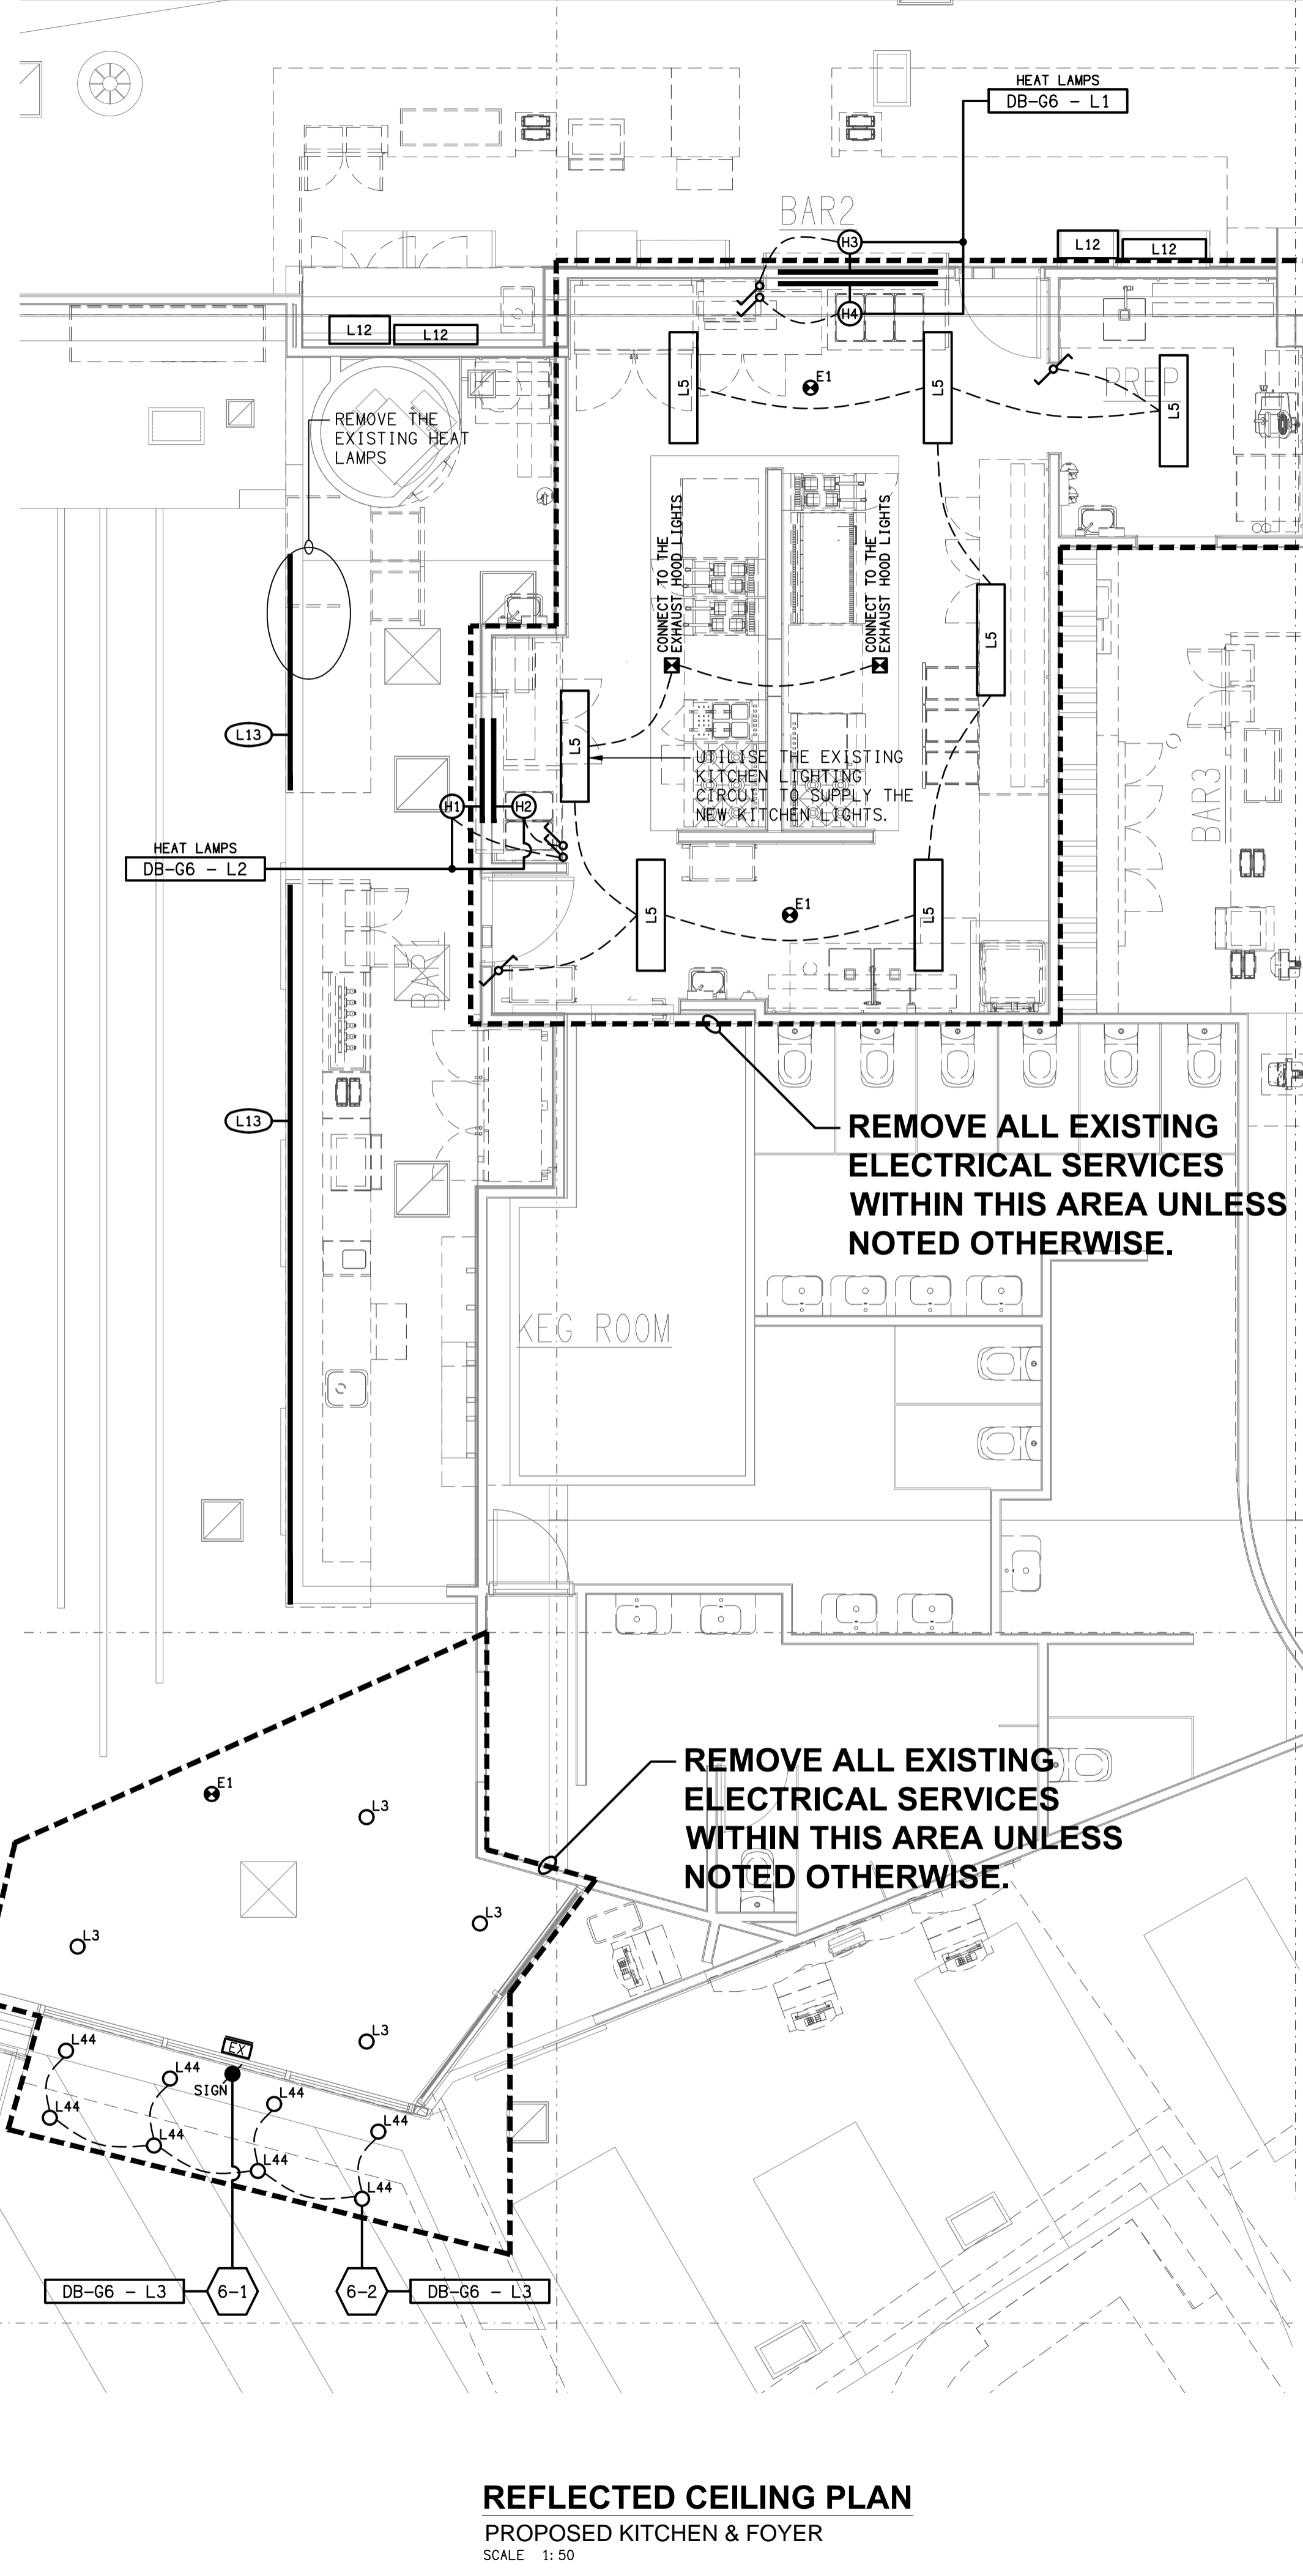 HEAT LAMPS
DB-G6 - L1
BAR2
H3
L12
L12
H4
L12
L12
E1
L5
L5
L5
PREP
REMOVE THE
EXISTING HEAT
LAMPS
CONNECT TO THE
EXHAUST HOOD LIGHTS
CONNECT TO THE
EXHAUST HOOD LIGHTS
L5
L13
L5
UTILISE THE EXISTING
KITCHEN LIGHTING
CIRCUIT TO SUPPLY THE
NEW KITCHEN LIGHTS.
BAR3
H1
H2
HEAT LAMPS
DB-G6 - L2
E1
L5
L5
BAR1
L13
REMOVE ALL EXISTING
ELECTRICAL SERVICES
WITHIN THIS AREA UNLESS
NOTED OTHERWISE.
KEG ROOM
REMOVE ALL EXISTING
ELECTRICAL SERVICES
WITHIN THIS AREA UNLESS
NOTED OTHERWISE.
E1
L3
L3
L3
L3
EX
SIGN
L44
L44
L44
L44
L44
L44
L44
L44
DB-G6 - L3
6-1
6-2
DB-G6 - L3
REFLECTED CEILING PLAN
PROPOSED KITCHEN & FOYER
SCALE 1:50